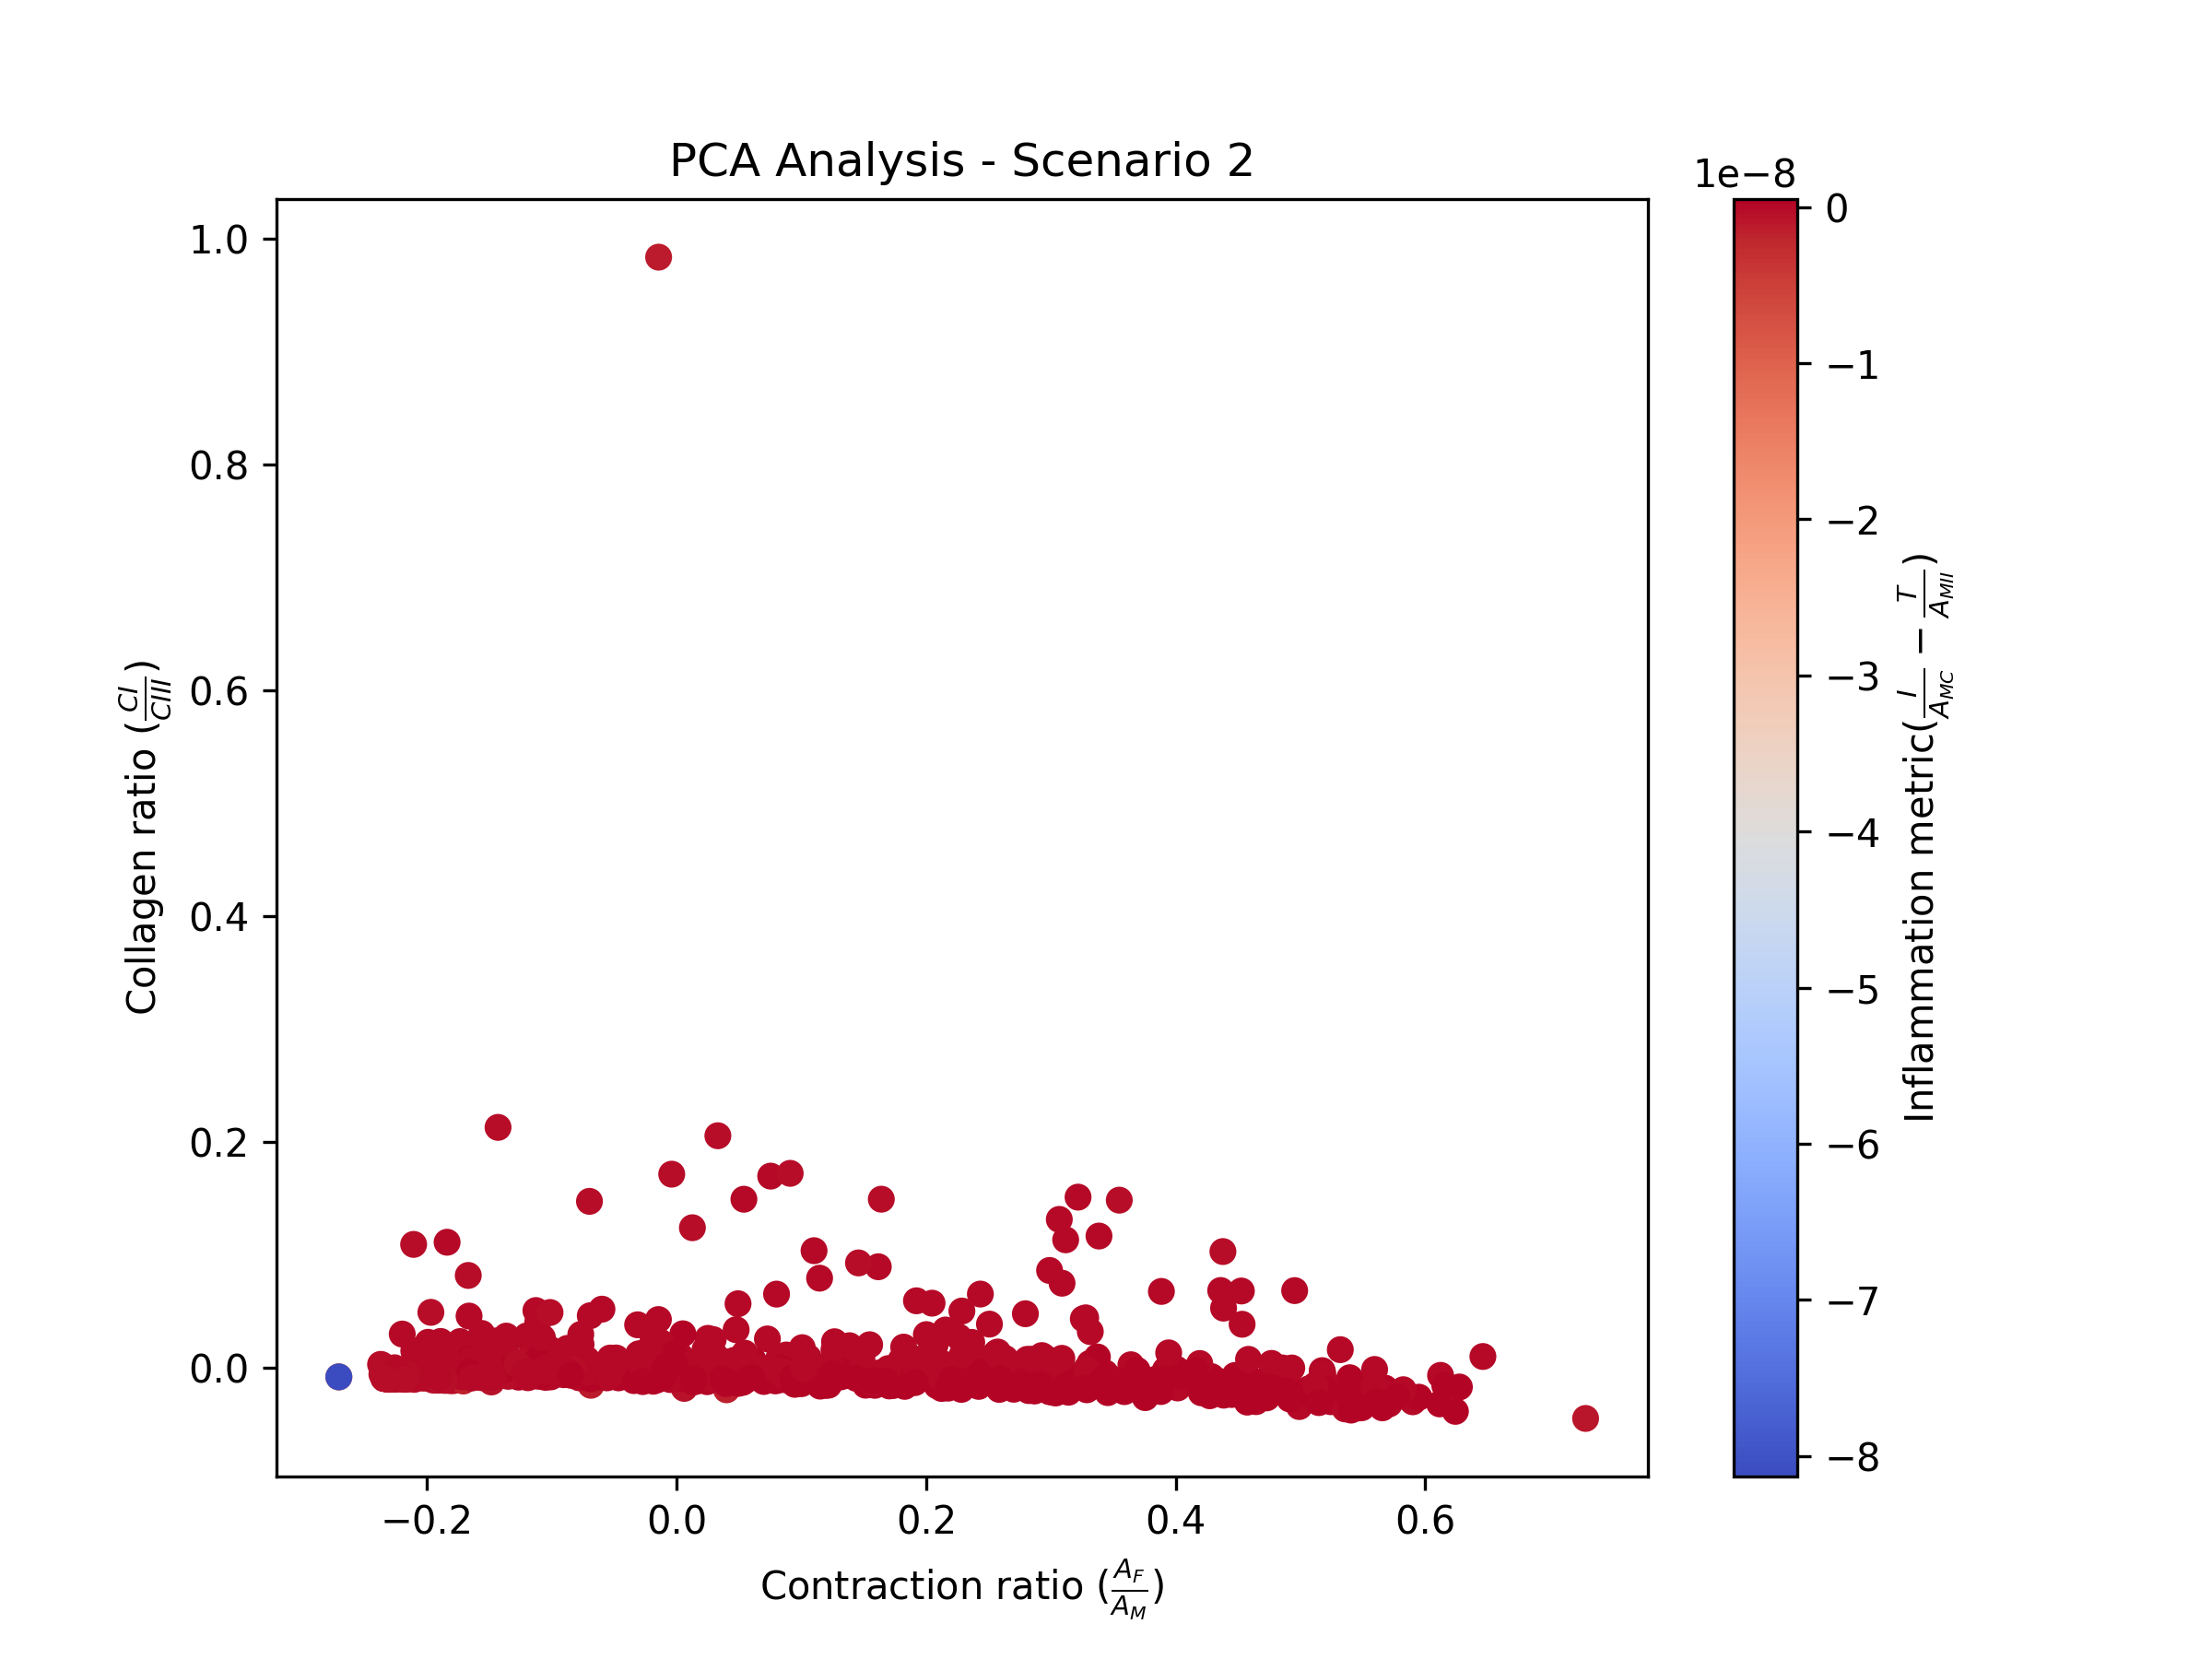 PCA Analysis - Scenario 2
1e−8
1.0
0.8
0.6
0.4
0.2
0.0
Collagen ratio (CI/CIII)
−0.2 0.0 0.2 0.4 0.6
Contraction ratio (A_F/A_M)
0
−1
−2
−3
−4
−5
−6
−7
−8
Inflammation metric(I/A_MC − T/A_MII)